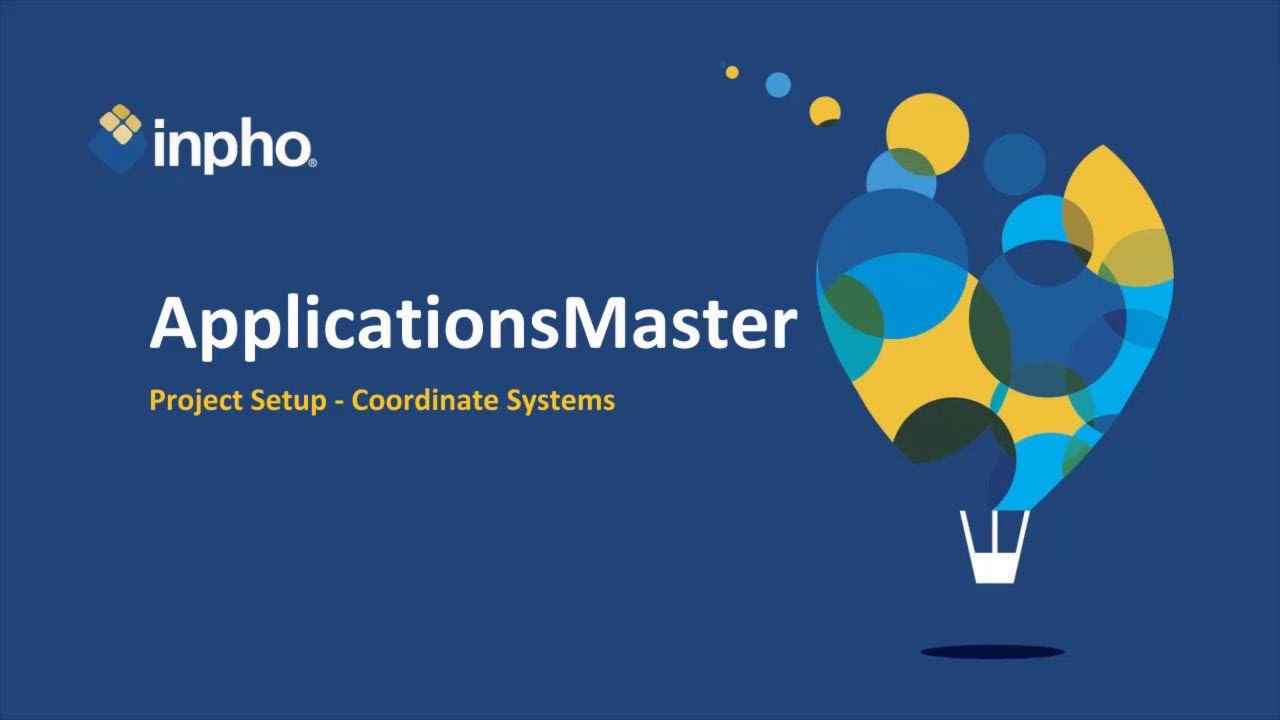 inpho®
ApplicationsMaster
Project Setup - Coordinate Systems